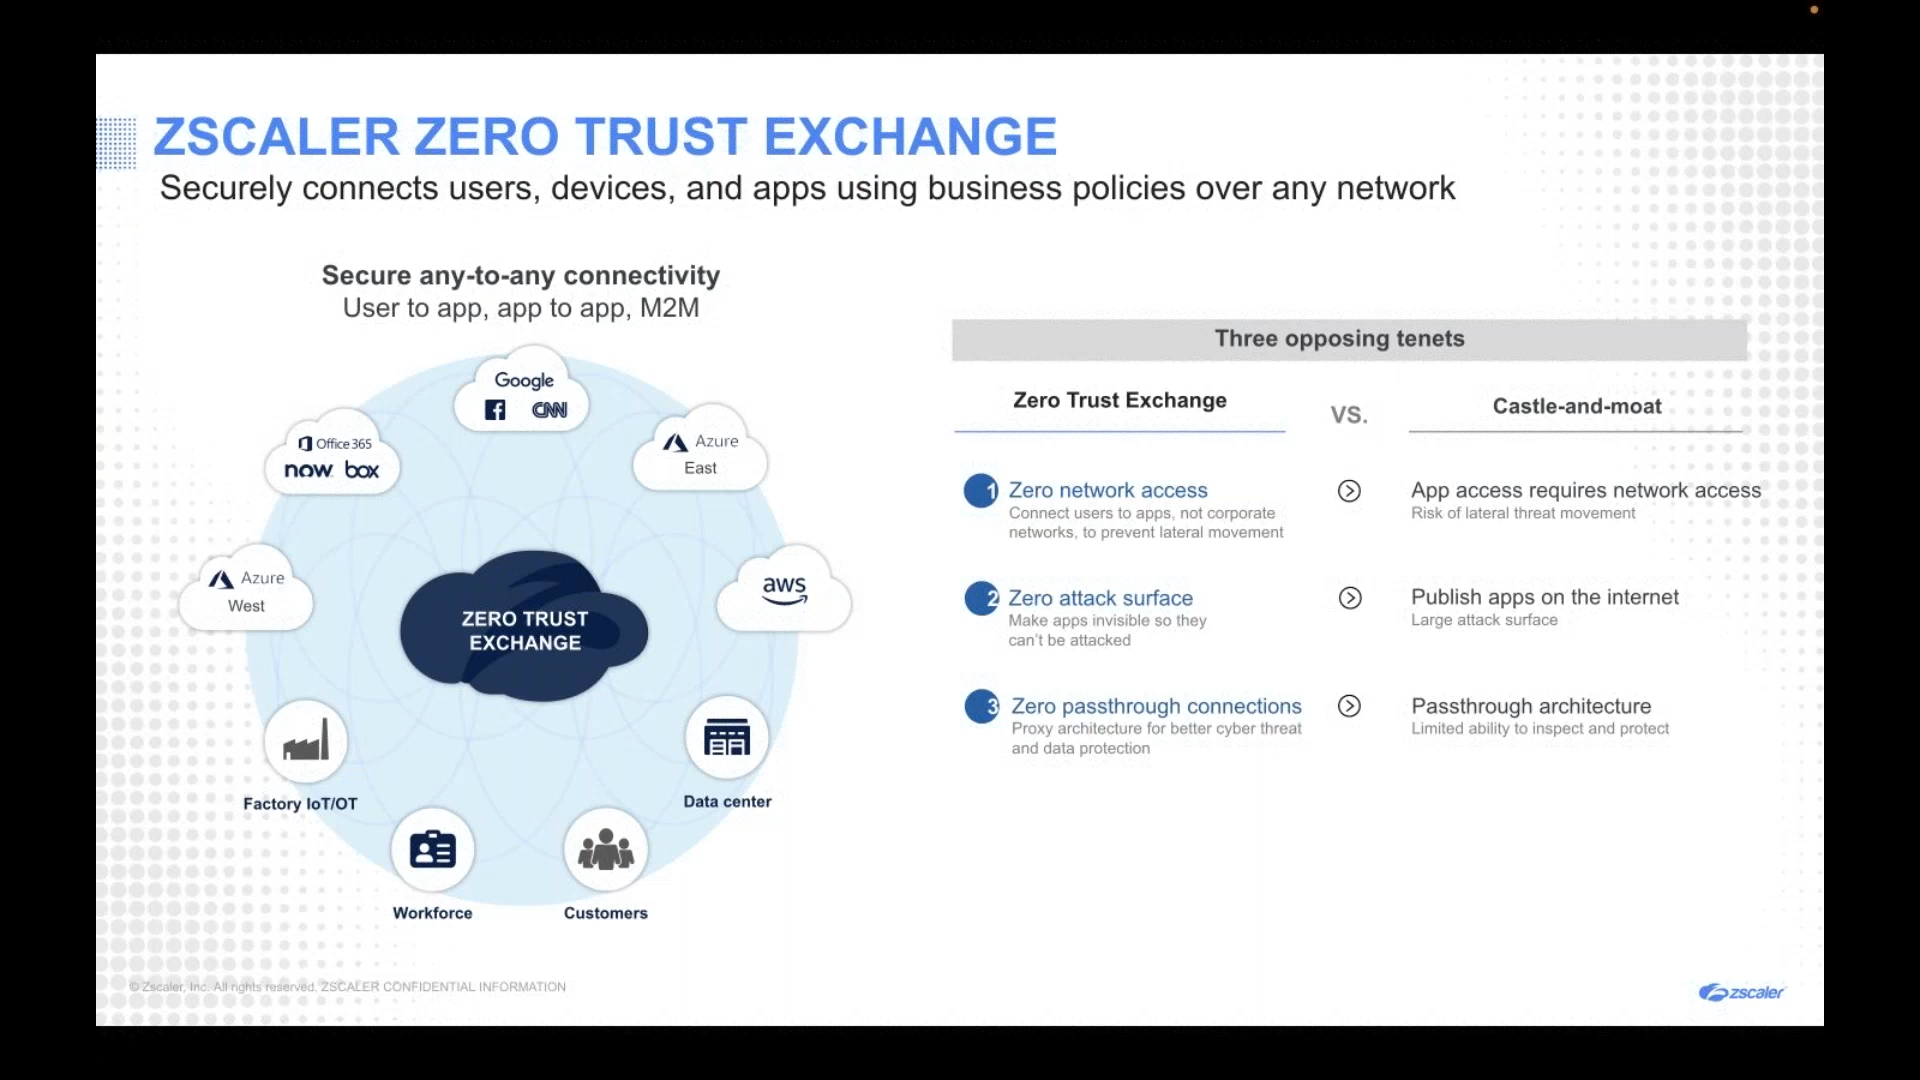 ZSCALER ZERO TRUST EXCHANGE
Securely connects users, devices, and apps using business policies over any network
Secure any-to-any connectivity
User to app, app to app, M2M
Google
CNN
Office 365
now box
Azure
East
Azure
West
aws
ZERO TRUST
EXCHANGE
Factory IoT/OT
Data center
Workforce
Customers
Three opposing tenets
Zero Trust Exchange
VS.
Castle-and-moat
1 Zero network access
Connect users to apps, not corporate
networks, to prevent lateral movement
App access requires network access
Risk of lateral threat movement
2 Zero attack surface
Make apps invisible so they
can't be attacked
Publish apps on the internet
Large attack surface
3 Zero passthrough connections
Proxy architecture for better cyber threat
and data protection
Passthrough architecture
Limited ability to inspect and protect
© Zscaler, Inc. All rights reserved. ZSCALER CONFIDENTIAL INFORMATION
zscaler